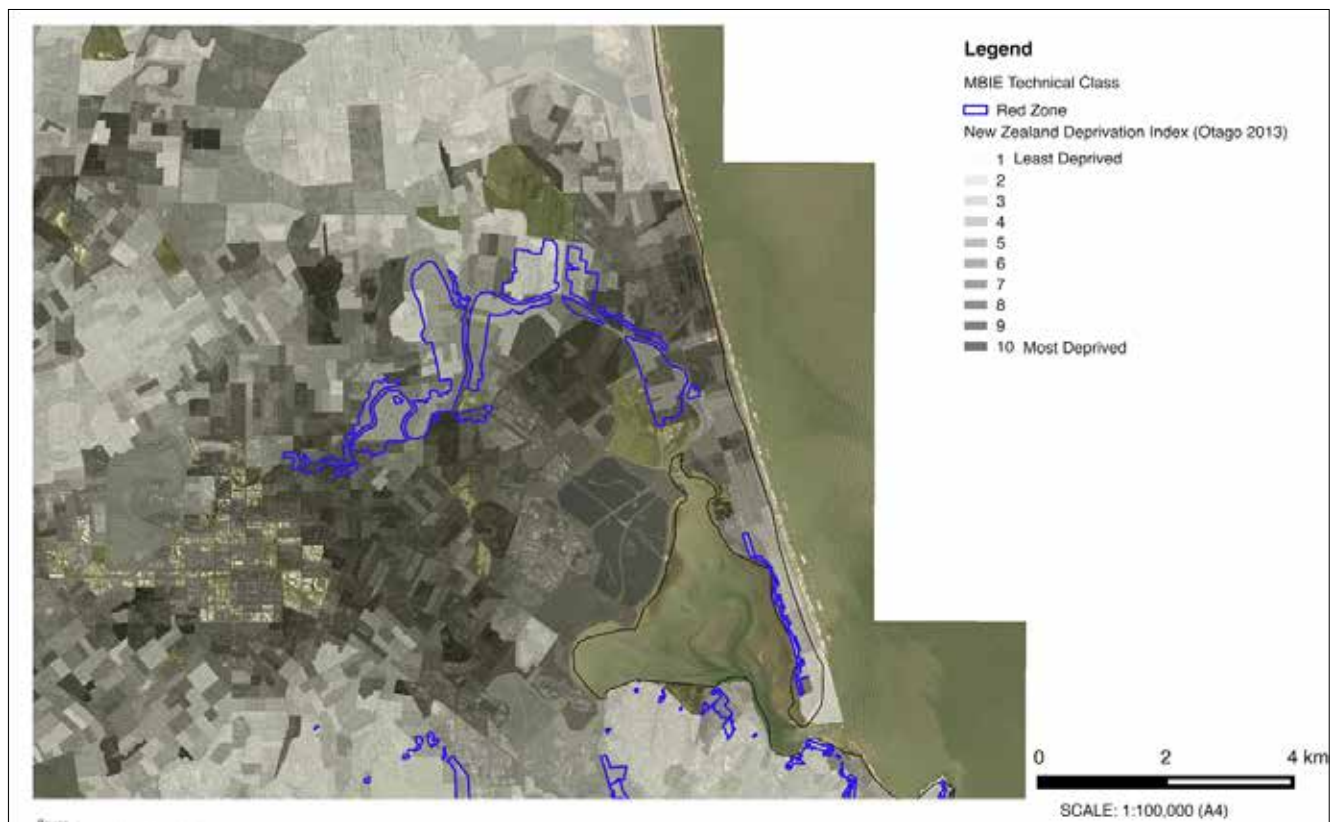 Legend
MBIE Technical Class
Red Zone
New Zealand Deprivation Index (Otago 2013)
1 Least Deprived
2
3
4
5
6
7
8
9
10 Most Deprived
0 2 4 km
SCALE: 1:100,000 (A4)